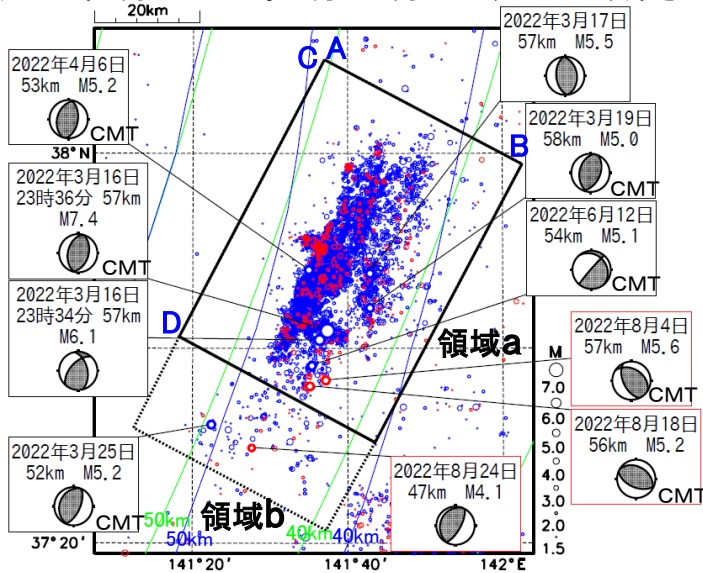 20km
2022年3月17日
57km M5.5
C
A
2022年4月6日
53km M5.2
CMT
2022年3月19日
58km M5.0
CMT
B
38°N
2022年3月16日
23時36分 57km
M7.4
CMT
2022年6月12日
54km M5.1
2022年3月16日
23時34分 57km
M6.1
D
領域a
2022年8月4日
57km M5.6
CMT
M
7.0
6.0
5.0
4.0
3.0
2.0
1.5
2022年8月18日
56km M5.2
CMT
2022年3月25日
52km M5.2
CMT
2022年8月24日
47km M4.1
領域b
50km
50km
40km
40km
37°20'
141°20'
141°40'
142°E